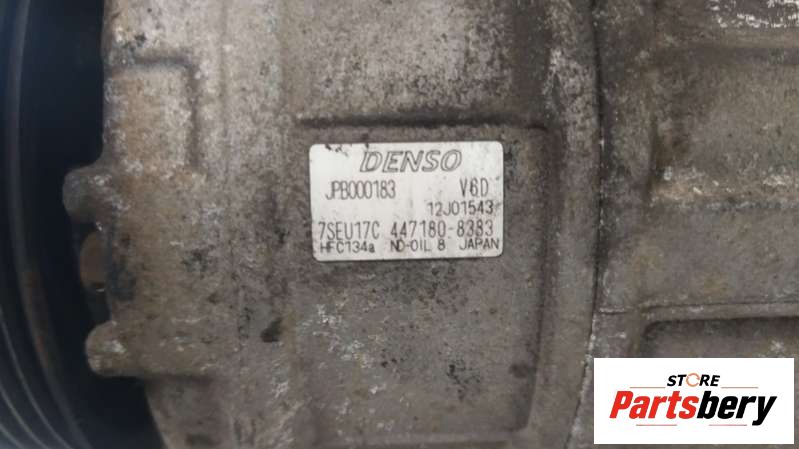 DENSO
JPB000183 V6D
12J01543
7SEU17C 447180-8383
HFC134a ND-OIL 8 JAPAN
STORE
Partsbery